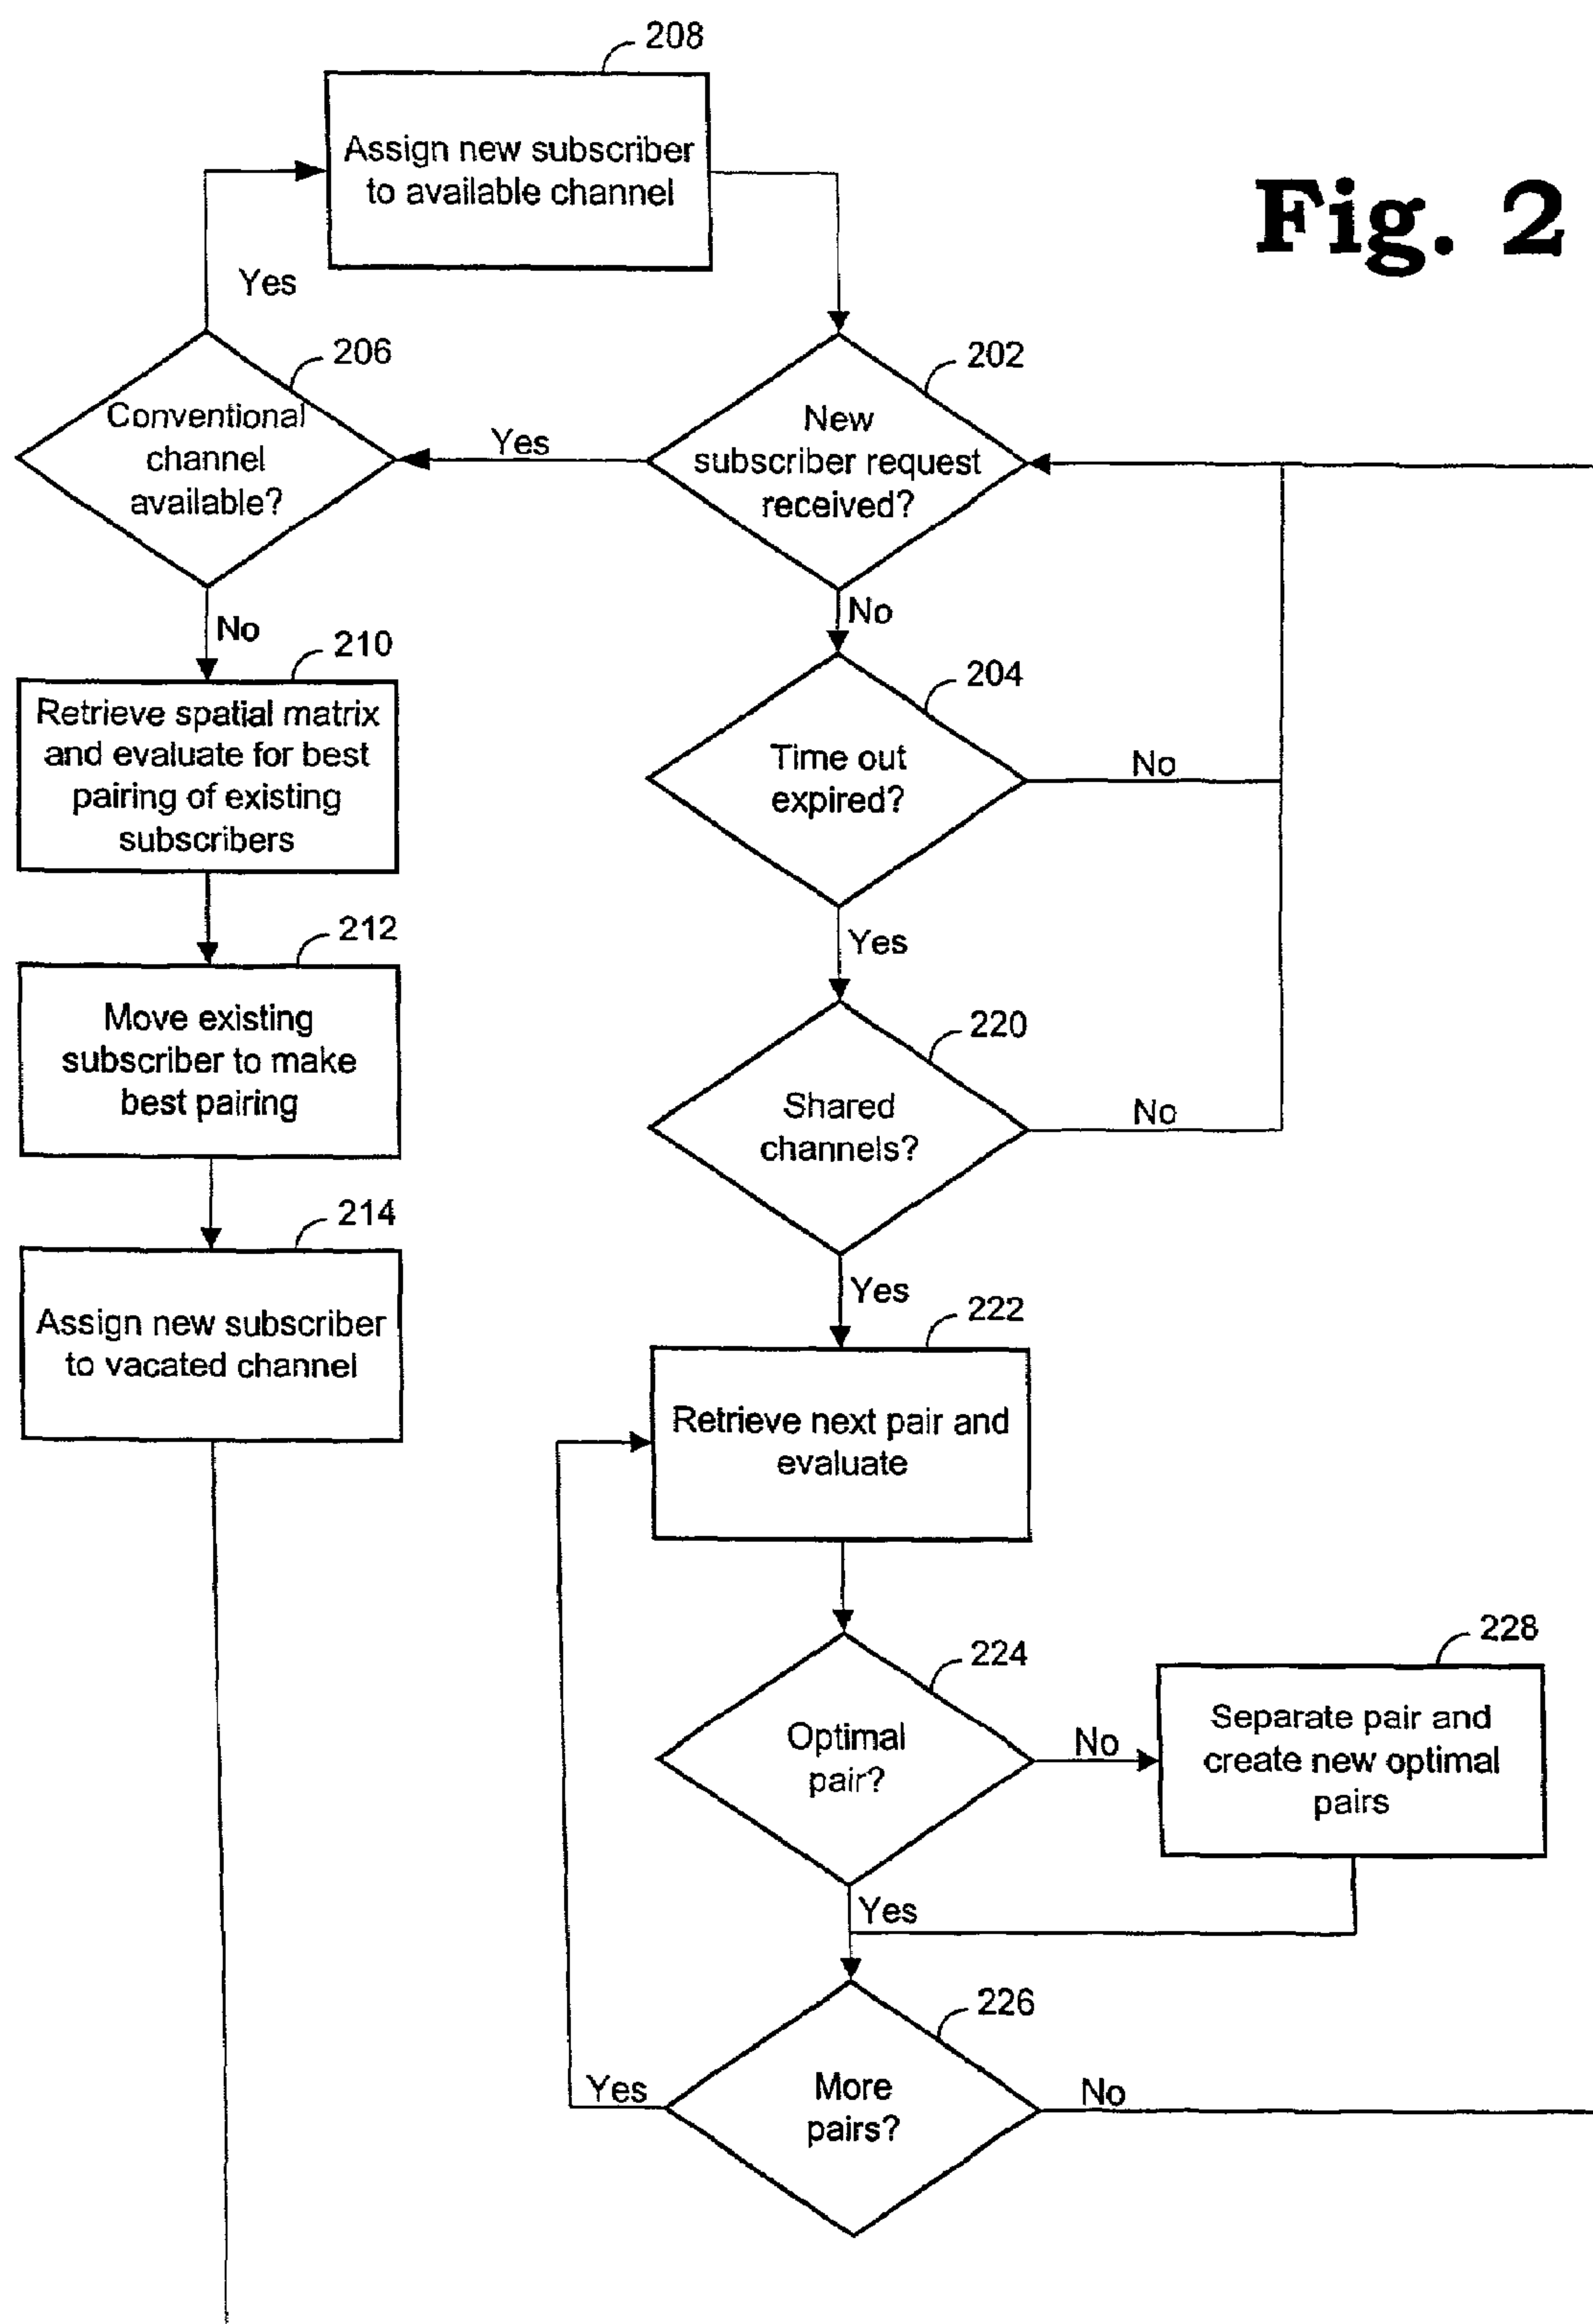 208
Assign new subscriber
to available channel
Fig. 2
Yes
206
Conventional
channel
available?
Yes
202
New
subscriber request
received?
No
No
210
Retrieve spatial matrix
and evaluate for best
pairing of existing
subscribers
204
Time out
expired?
No
Yes
212
Move existing
subscriber to make
best pairing
220
Shared
channels?
No
Yes
214
Assign new subscriber
to vacated channel
222
Retrieve next pair and
evaluate
224
Optimal
pair?
No
228
Separate pair and
create new optimal
pairs
Yes
226
More
pairs?
Yes
No